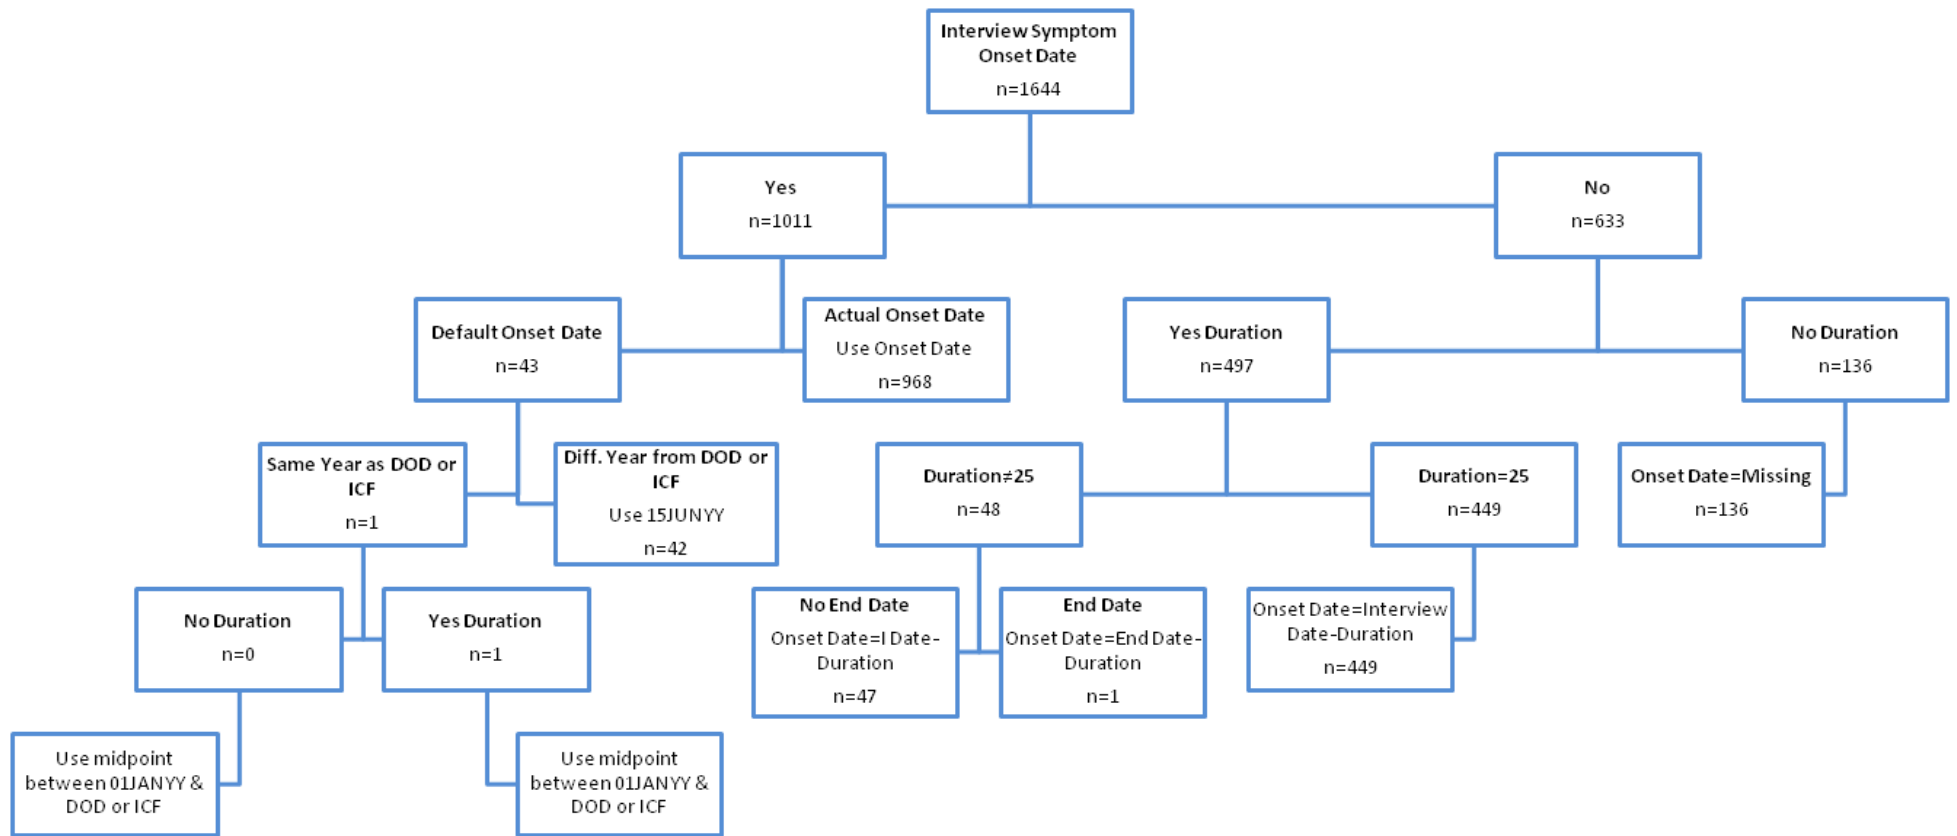 Interview Symptom
Onset Date
n=1644
Yes
n=1011
No
n=633
Default Onset Date
n=43
Actual Onset Date
Use Onset Date
n=968
Yes Duration
n=497
No Duration
n=136
Same Year as DOD or
ICF
n=1
Diff. Year from DOD or
ICF
Use 15JUNYY
n=42
Duration≠25
n=48
Duration=25
n=449
Onset Date=Missing
n=136
No Duration
n=0
Yes Duration
n=1
No End Date
Onset Date=I Date-
Duration
n=47
End Date
Onset Date=End Date-
Duration
n=1
Onset Date=Interview
Date-Duration
n=449
Use midpoint
between 01JANYY &
DOD or ICF
Use midpoint
between 01JANYY &
DOD or ICF